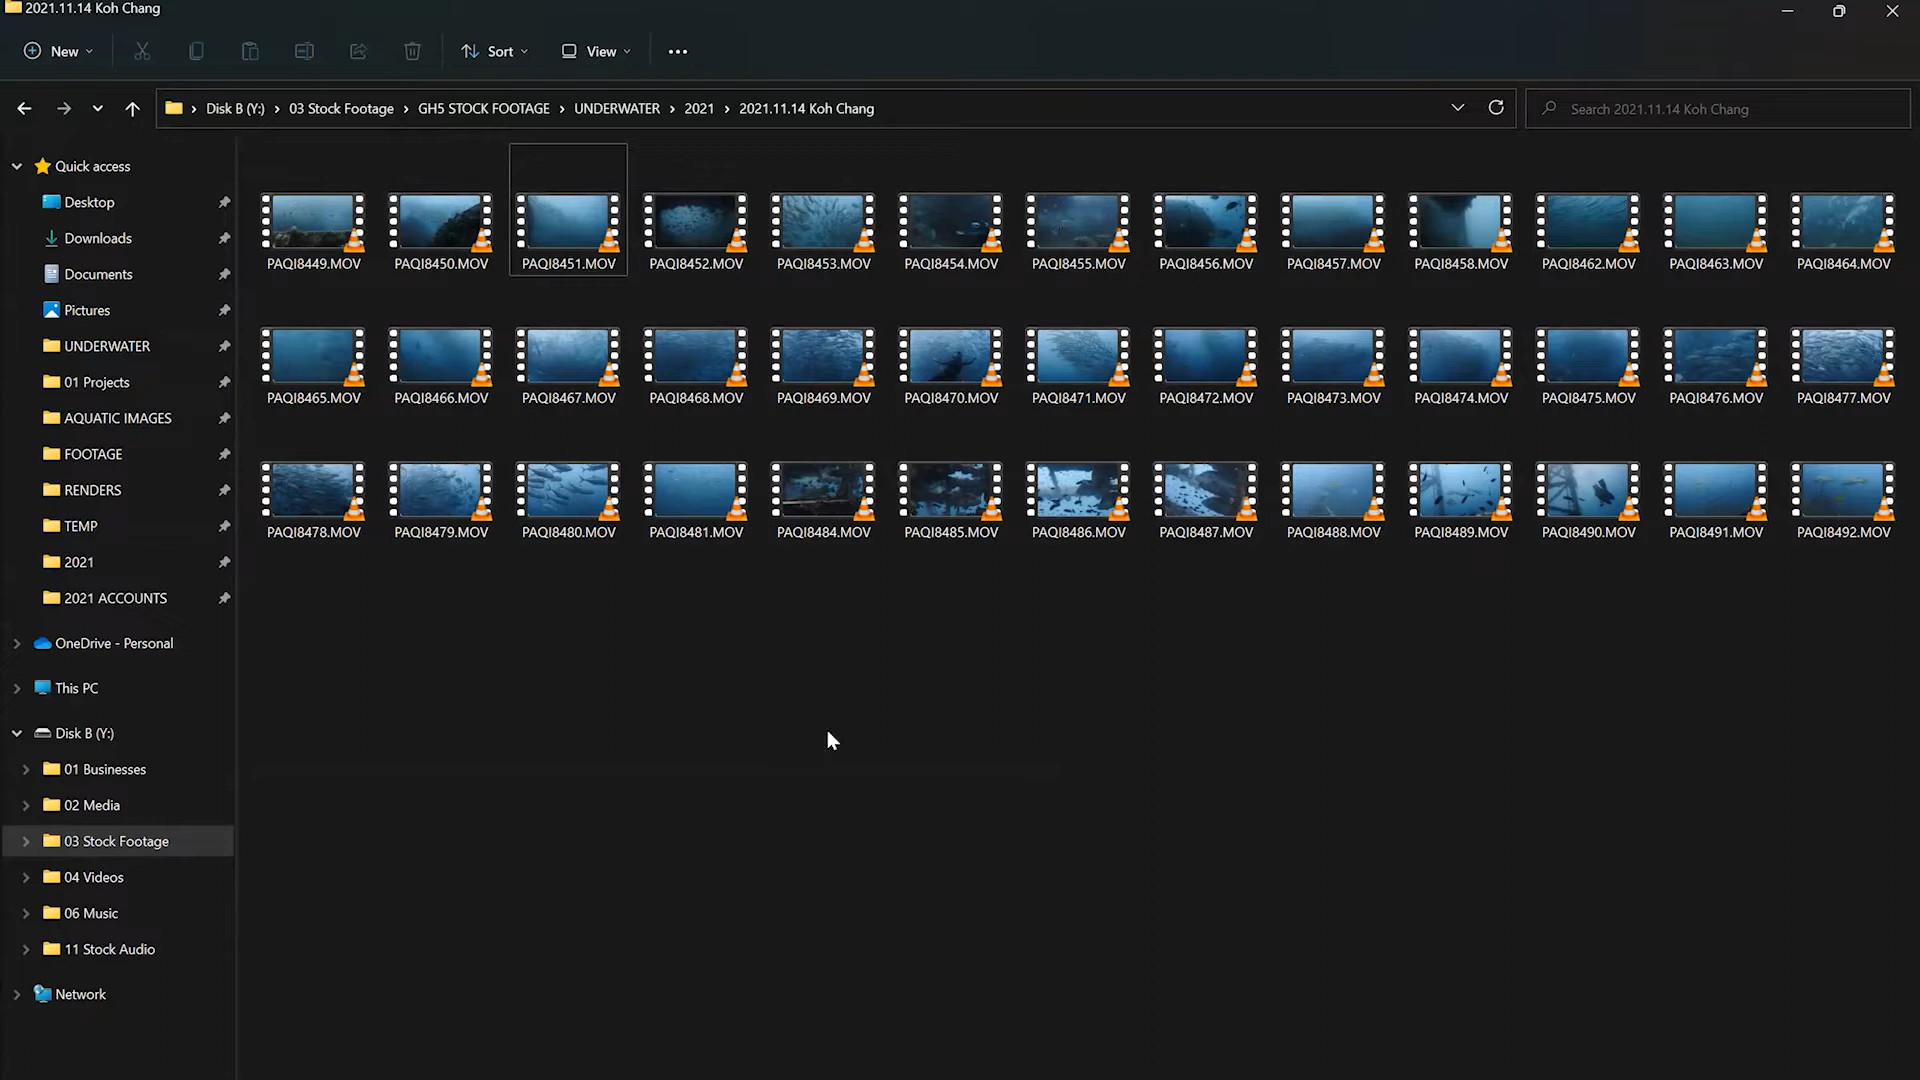 2021.11.14 Koh Chang
New
Sort
View
Disk B (Y:) > 03 Stock Footage > GH5 STOCK FOOTAGE > UNDERWATER > 2021 > 2021.11.14 Koh Chang
Search 2021.11.14 Koh Chang
Quick access
Desktop
Downloads
Documents
Pictures
UNDERWATER
01 Projects
AQUATIC IMAGES
FOOTAGE
RENDERS
TEMP
2021
2021 ACCOUNTS
OneDrive - Personal
This PC
Disk B (Y:)
01 Businesses
02 Media
03 Stock Footage
04 Videos
06 Music
11 Stock Audio
Network
PAQI8449.MOV PAQI8450.MOV PAQI8451.MOV PAQI8452.MOV PAQI8453.MOV PAQI8454.MOV PAQI8455.MOV PAQI8456.MOV PAQI8457.MOV PAQI8458.MOV PAQI8462.MOV PAQI8463.MOV PAQI8464.MOV
PAQI8465.MOV PAQI8466.MOV PAQI8467.MOV PAQI8468.MOV PAQI8469.MOV PAQI8470.MOV PAQI8471.MOV PAQI8472.MOV PAQI8473.MOV PAQI8474.MOV PAQI8475.MOV PAQI8476.MOV PAQI8477.MOV
PAQI8478.MOV PAQI8479.MOV PAQI8480.MOV PAQI8481.MOV PAQI8484.MOV PAQI8485.MOV PAQI8486.MOV PAQI8487.MOV PAQI8488.MOV PAQI8489.MOV PAQI8490.MOV PAQI8491.MOV PAQI8492.MOV